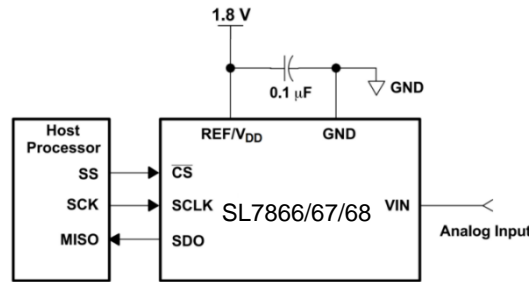 1.8 V
0.1 μF
GND
Host
Processor
REF/VDD
GND
SS
CS
SCK
SCLK
SL7866/67/68
VIN
MISO
SDO
Analog Input